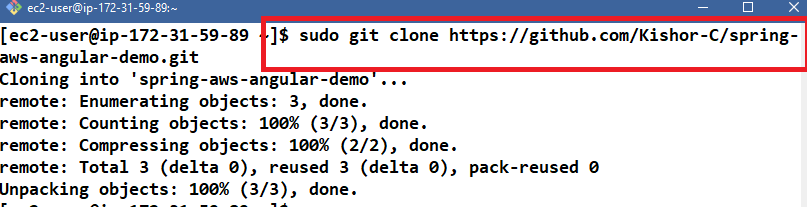 ec2-user@ip-172-31-59-89:~
[ec2-user@ip-172-31-59-89 ~]$ sudo git clone https://github.com/Kishor-C/spring-
aws-angular-demo.git
Cloning into 'spring-aws-angular-demo'...
remote: Enumerating objects: 3, done.
remote: Counting objects: 100% (3/3), done.
remote: Compressing objects: 100% (2/2), done.
remote: Total 3 (delta 0), reused 3 (delta 0), pack-reused 0
Unpacking objects: 100% (3/3), done.